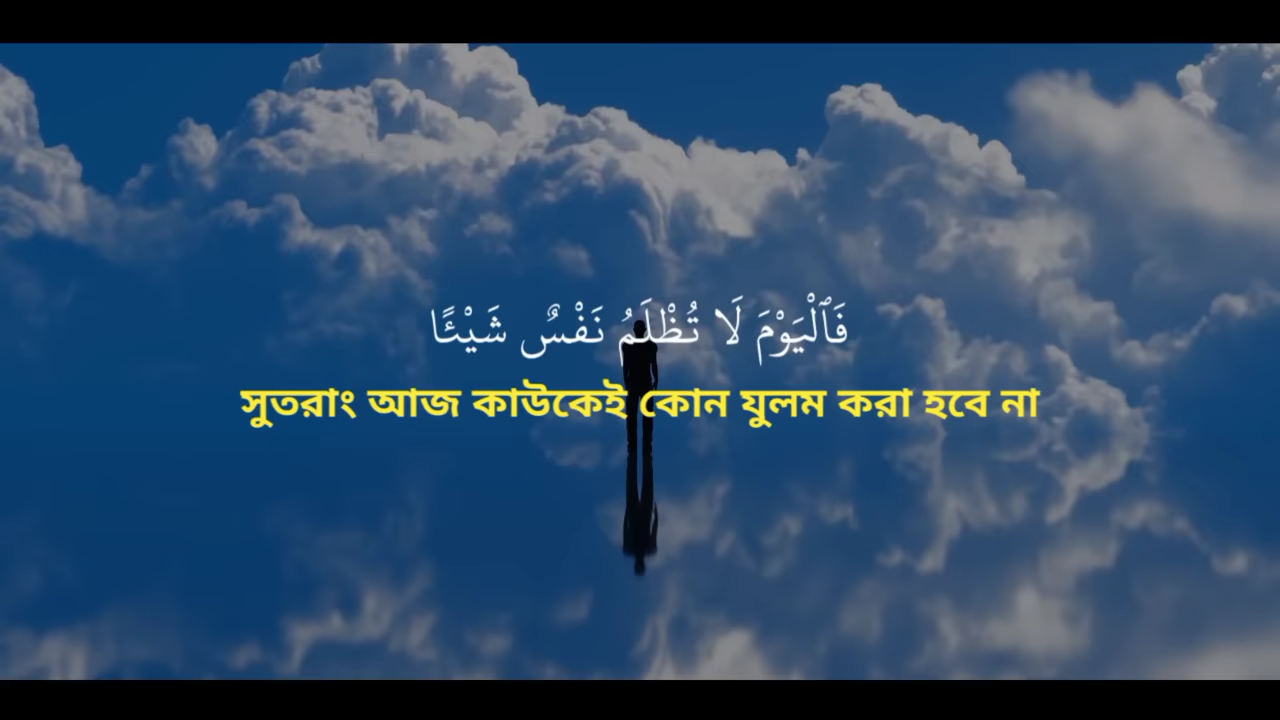 فَٱلْيَوْمَ لَا تُظْلَمُ نَفْسٌ شَيْـًٔا
সুতরাং আজ কাউকেই কোন যুলম করা হবে না